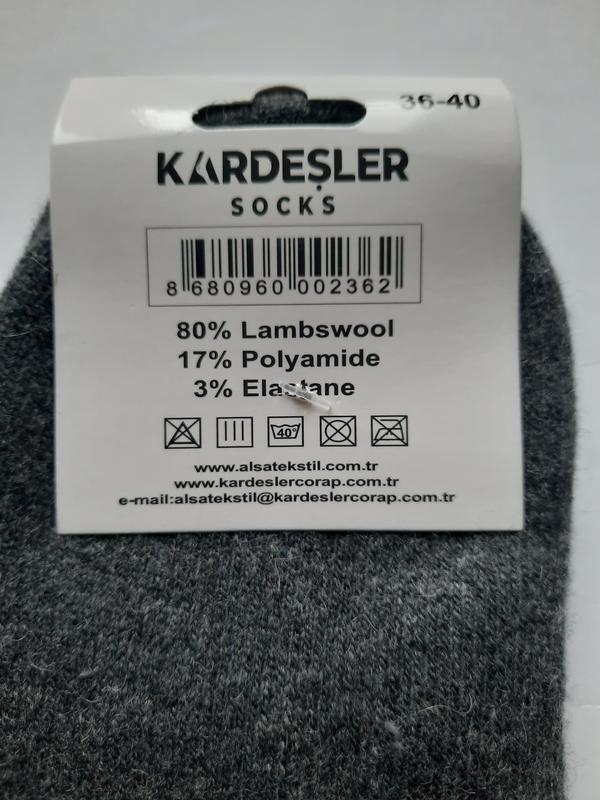 36-40
KARDEŞLER
SOCKS
8 680960 002362
80% Lambswool
17% Polyamide
3% Elastane
40°
www.alsatekstil.com.tr
www.kardeslercorap.com.tr
e-mail:alsatekstil@kardeslercorap.com.tr